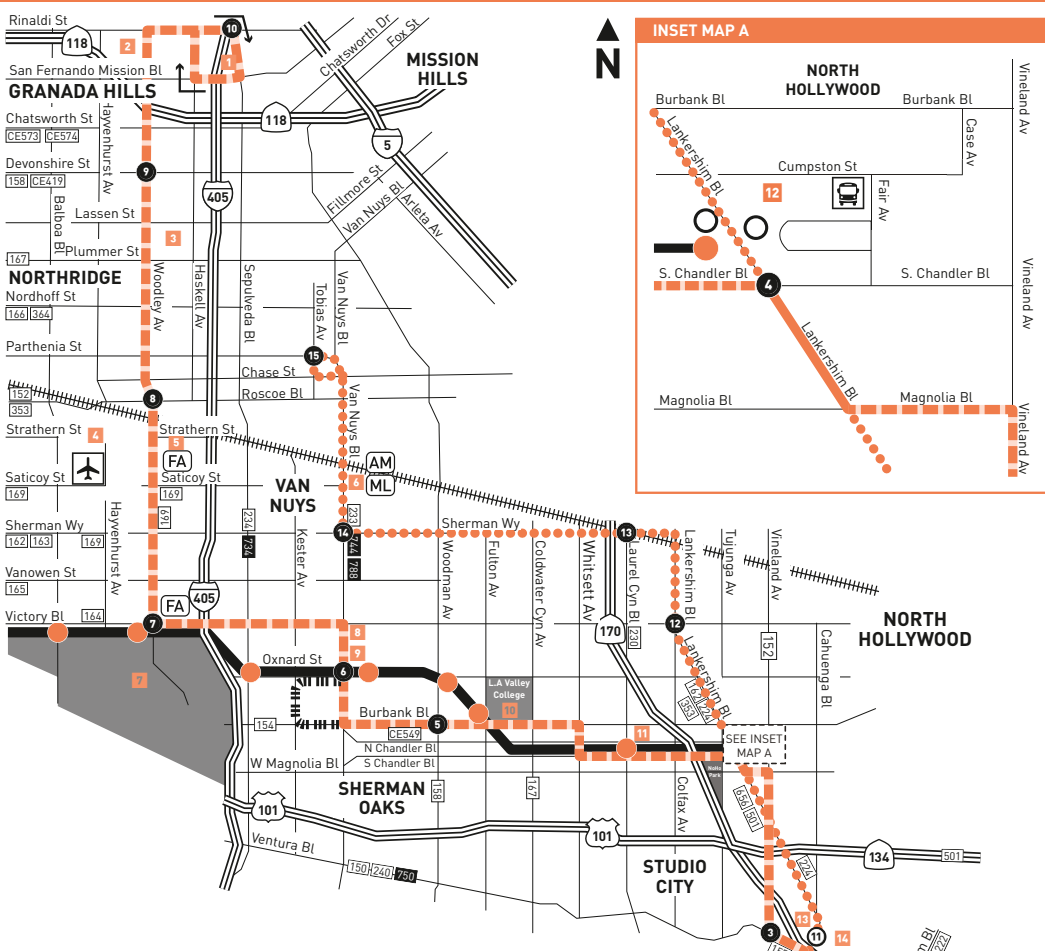 Rinaldi St
118
2
10
1
San Fernando Mission Bl
GRANADA HILLS
Chatsworth Dr
Fox St
MISSION
HILLS
N
Chatsworth St
CE573 CE574
Hayvenhurst Av
118
5
Devonshire St
158 CE419
9
405
Fillmore St
Van Nuys Bl
Arleta Av
Balboa Bl
Lassen St
3
Plummer St
167
NORTHRIDGE
Woodley Av
Haskell Av
Sepulveda Bl
Tobias Av
Van Nuys Bl
Nordhoff St
166 364
Parthenia St
15
Chase St
Roscoe Bl
152
353
8
Van Nuys Bl
Strathern St
4
5
Strathern St
FA
AM
ML
6
Saticoy St
169
Saticoy St
169
VAN
NUYS
169
Hayvenhurst Av
Sherman Wy
162 163
169
234
734
Kester Av
233
14
744
788
Sherman Wy
13
Woodman Av
Fulton Av
Coldwater Cyn Av
Whitsett Av
Laurel Cyn Bl
230
Lankershim Bl
Tujunga Av
Vineland Av
Vanowen St
165
405
Victory Bl
164
7
FA
8
9
170
12
NORTH
HOLLYWOOD
152
Cahuenga Bl
7
Oxnard St
6
L.A Valley
College
10
Lankershim Bl
162 224
353
154
Burbank Bl
CE549
5
11
SEE INSET
MAP A
N Chandler Bl
S Chandler Bl
W Magnolia Bl
NoHo
Park
SHERMAN
OAKS
158
167
Colfax Av
656 501
101
101
134
501
Ventura Bl
150 240 750
STUDIO
CITY
224
3
13
11
14
222
INSET MAP A
NORTH
HOLLYWOOD
Vineland Av
Burbank Bl
Burbank Bl
Lankershim Bl
Case Av
Cumpston St
12
Fair Av
S. Chandler Bl
4
S. Chandler Bl
Vineland Av
Lankershim Bl
Magnolia Bl
Magnolia Bl
Vineland Av